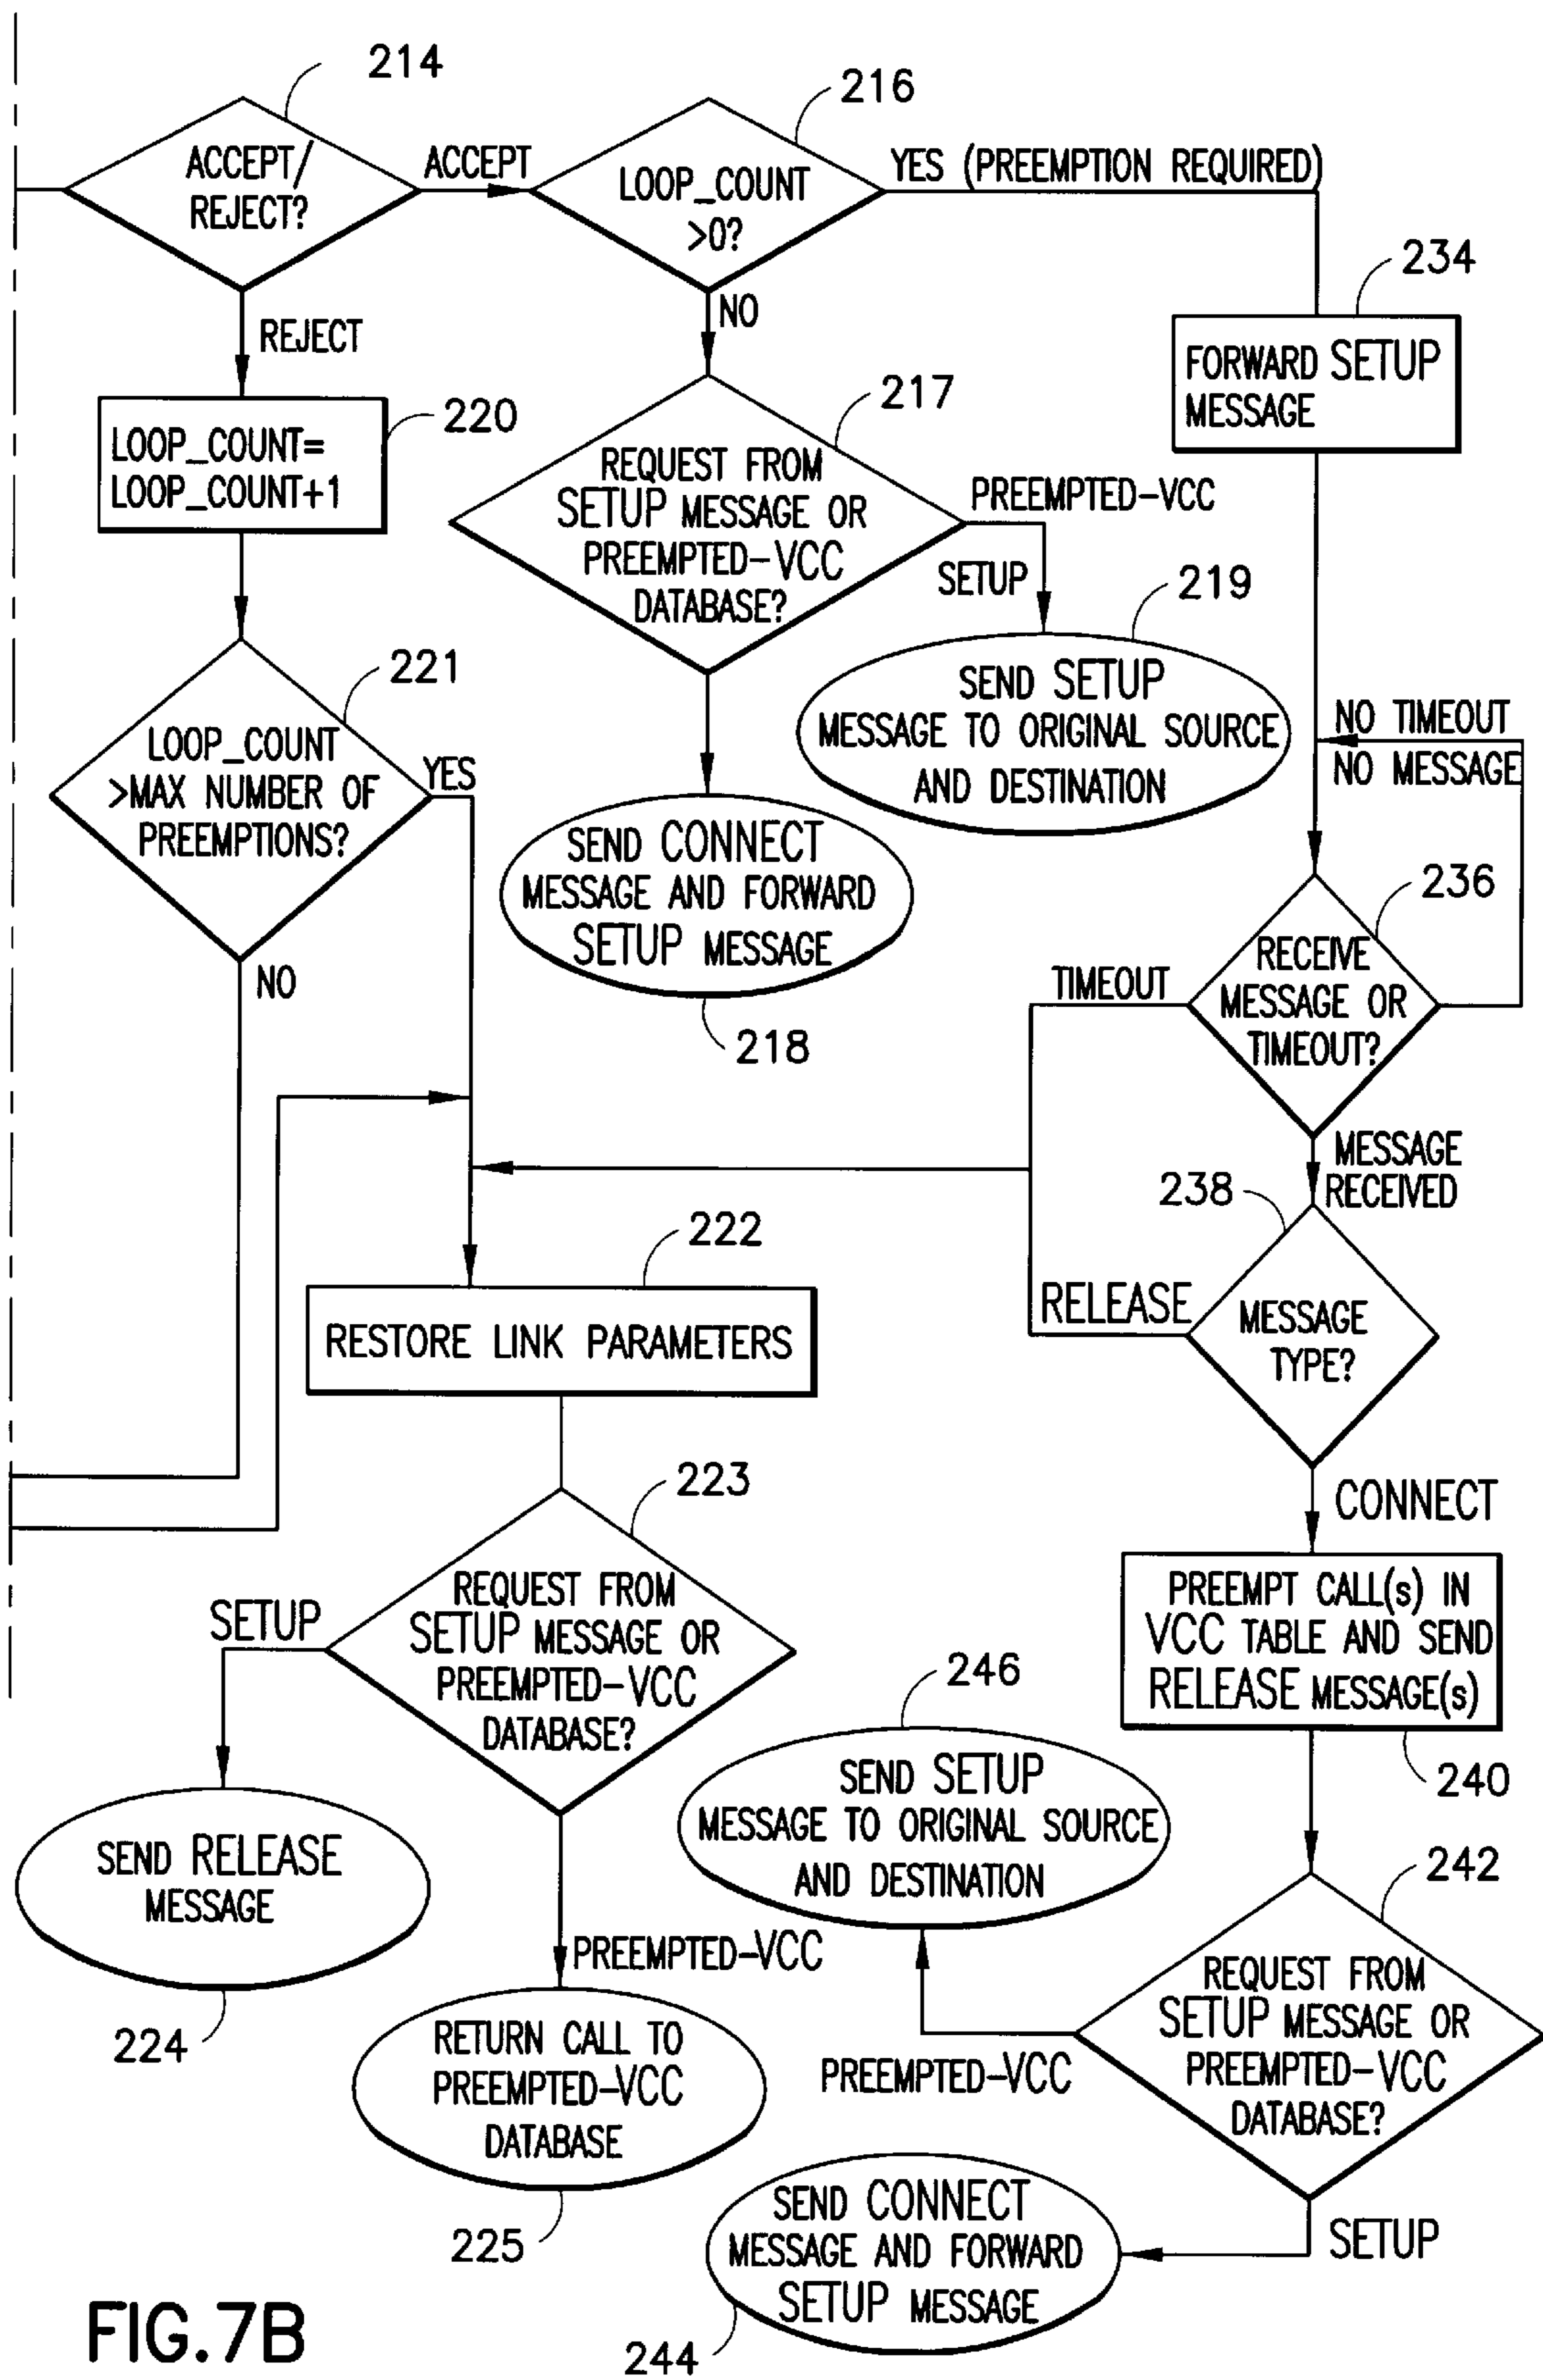 214
ACCEPT/
REJECT?
ACCEPT
216
LOOP_COUNT
>0?
YES (PREEMPTION REQUIRED)
234
FORWARD SETUP
MESSAGE
REJECT
NO
220
LOOP_COUNT=
LOOP_COUNT+1
217
REQUEST FROM
SETUP MESSAGE OR
PREEMPTED-VCC
DATABASE?
PREEMPTED-VCC
SETUP
219
SEND SETUP
MESSAGE TO ORIGINAL SOURCE
AND DESTINATION
221
LOOP_COUNT
>MAX NUMBER OF
PREEMPTIONS?
YES
NO
SEND CONNECT
MESSAGE AND FORWARD
SETUP MESSAGE
218
NO TIMEOUT
NO MESSAGE
236
RECEIVE
MESSAGE OR
TIMEOUT?
TIMEOUT
MESSAGE
RECEIVED
238
MESSAGE
TYPE?
RELEASE
222
RESTORE LINK PARAMETERS
CONNECT
223
REQUEST FROM
SETUP MESSAGE OR
PREEMPTED-VCC
DATABASE?
SETUP
PREEMPT CALL(s) IN
VCC TABLE AND SEND
RELEASE MESSAGE(s)
240
246
SEND SETUP
MESSAGE TO ORIGINAL SOURCE
AND DESTINATION
SEND RELEASE
MESSAGE
224
PREEMPTED-VCC
RETURN CALL TO
PREEMPTED-VCC
DATABASE
225
242
REQUEST FROM
SETUP MESSAGE OR
PREEMPTED-VCC
DATABASE?
PREEMPTED-VCC
SETUP
SEND CONNECT
MESSAGE AND FORWARD
SETUP MESSAGE
244
FIG.7B